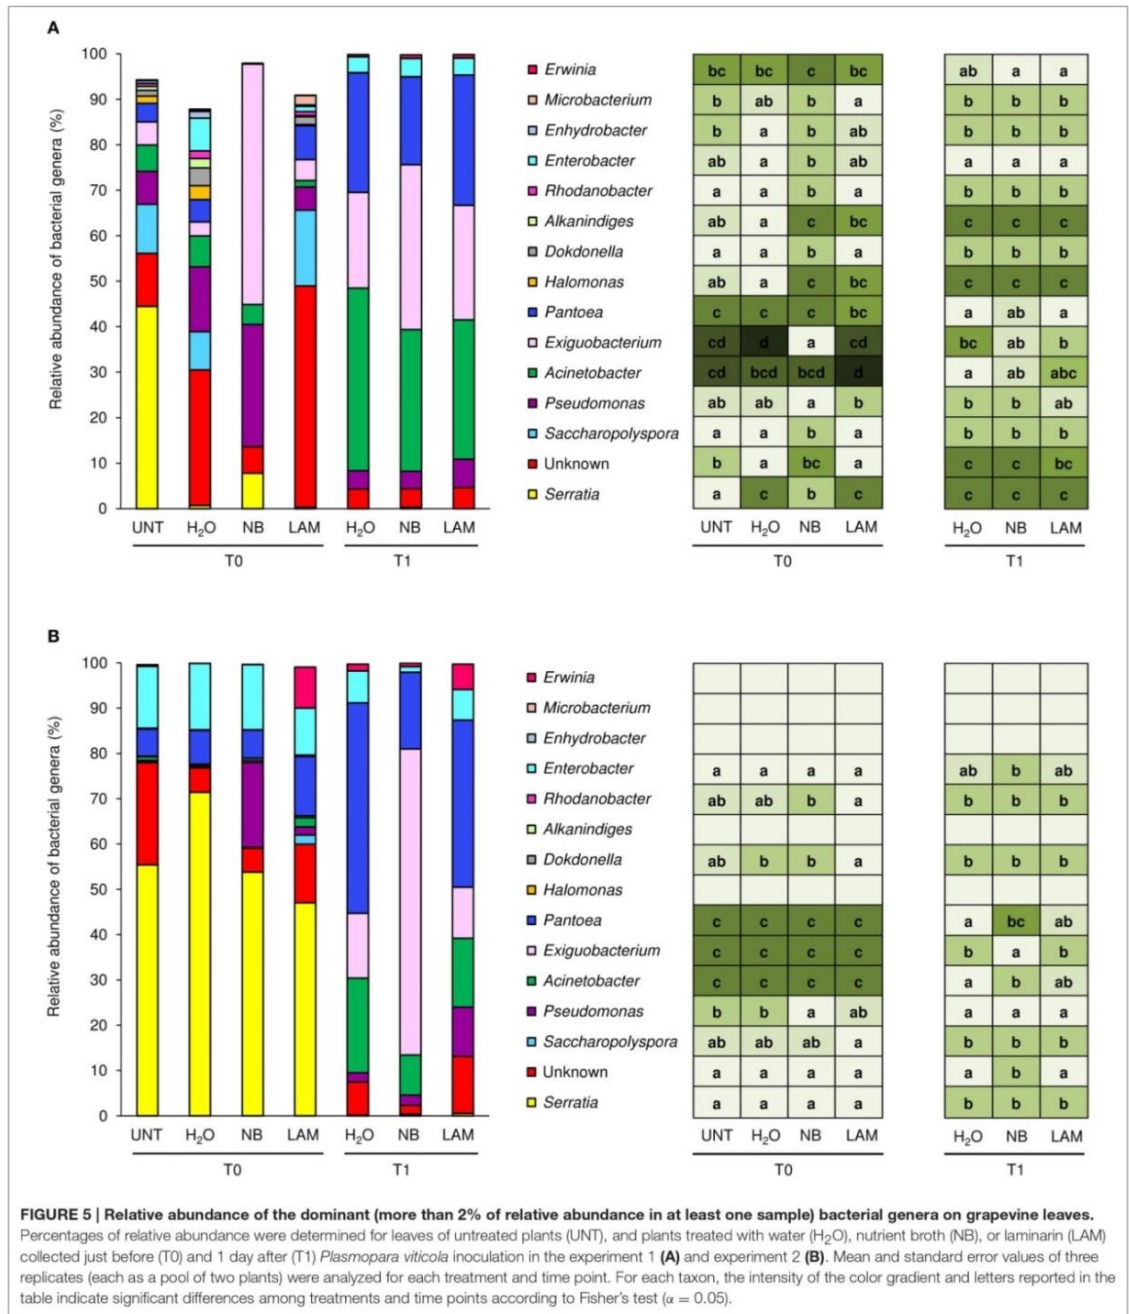 A
Relative abundance of bacterial genera (%)
100
90
80
70
60
50
40
30
20
10
0
UNT H₂O NB LAM H₂O NB LAM
T0 T1
Erwinia bc bc c bc ab a a
Microbacterium b ab b a b b b
Enhydrobacter b a b ab b b b
Enterobacter ab a b ab a a a
Rhodanobacter a a b a b b b
Alkanindiges ab a c bc c c c
Dokdonella a a b a b b b
Halomonas ab a c bc c c c
Pantoea c c c bc a ab a
Exiguobacterium cd d a cd bc ab b
Acinetobacter cd bcd bcd d a ab abc
Pseudomonas ab ab a b b b ab
Saccharopolyspora a a b a b b b
Unknown b a bc a c c bc
Serratia a c b c c c c
UNT H₂O NB LAM H₂O NB LAM
T0 T1
B
Relative abundance of bacterial genera (%)
100
90
80
70
60
50
40
30
20
10
0
UNT H₂O NB LAM H₂O NB LAM
T0 T1
Erwinia
Microbacterium
Enhydrobacter
Enterobacter a a a a ab b ab
Rhodanobacter ab ab b a b b b
Alkanindiges
Dokdonella ab b b a b b b
Halomonas
Pantoea c c c c a bc ab
Exiguobacterium c c c c b a b
Acinetobacter c c c c a b ab
Pseudomonas b b a ab a a a
Saccharopolyspora ab ab ab a b b b
Unknown a a a a a b a
Serratia a a a a b b b
UNT H₂O NB LAM H₂O NB LAM
T0 T1
FIGURE 5 | Relative abundance of the dominant (more than 2% of relative abundance in at least one sample) bacterial genera on grapevine leaves.
Percentages of relative abundance were determined for leaves of untreated plants (UNT), and plants treated with water (H₂O), nutrient broth (NB), or laminarin (LAM)
collected just before (T0) and 1 day after (T1) Plasmopara viticola inoculation in the experiment 1 (A) and experiment 2 (B). Mean and standard error values of three
replicates (each as a pool of two plants) were analyzed for each treatment and time point. For each taxon, the intensity of the color gradient and letters reported in the
table indicate significant differences among treatments and time points according to Fisher's test (α = 0.05).